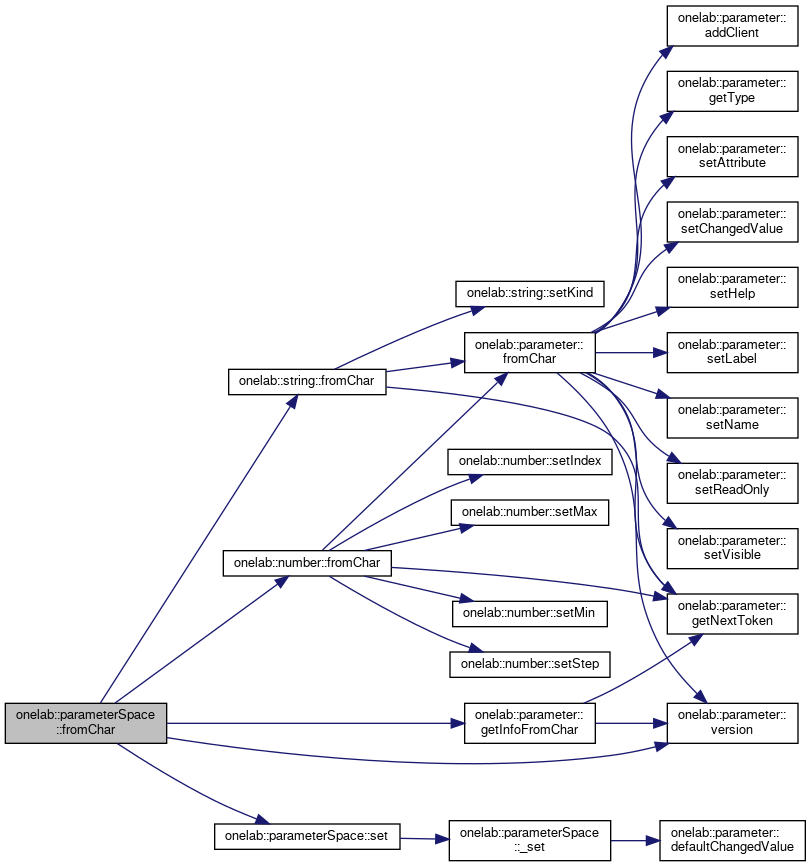 onelab::parameter::
addClient
onelab::parameter::
getType
onelab::parameter::
setAttribute
onelab::parameter::
setChangedValue
onelab::parameter::
setHelp
onelab::string::setKind
onelab::parameter::
fromChar
onelab::parameter::
setLabel
onelab::string::fromChar
onelab::parameter::
setName
onelab::number::setIndex
onelab::parameter::
setReadOnly
onelab::number::setMax
onelab::parameter::
setVisible
onelab::number::fromChar
onelab::number::setMin
onelab::parameter::
getNextToken
onelab::number::setStep
onelab::parameterSpace
::fromChar
onelab::parameter::
getInfoFromChar
onelab::parameter::
version
onelab::parameterSpace::set
onelab::parameterSpace
::_set
onelab::parameter::
defaultChangedValue